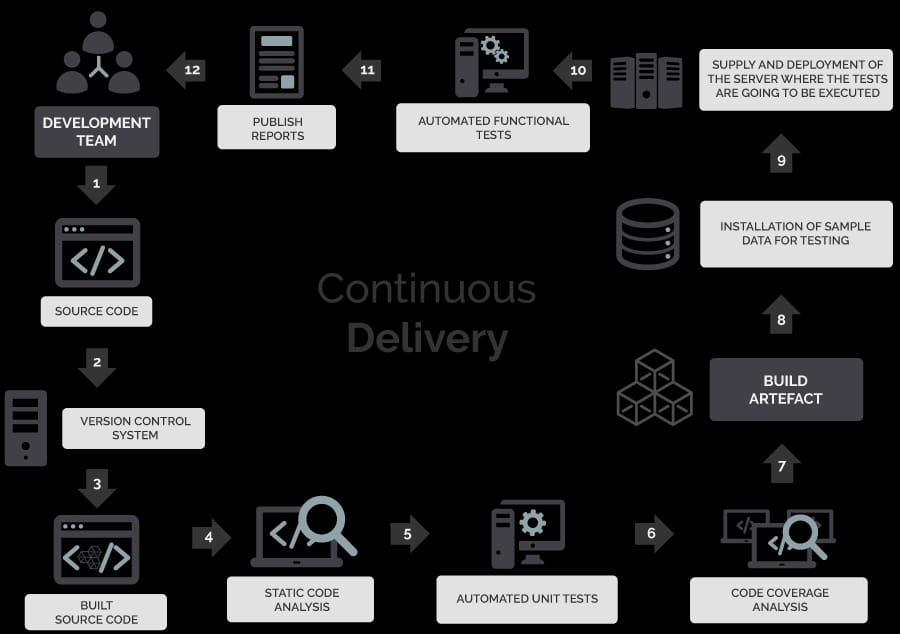 DEVELOPMENT
TEAM
1
</>
SOURCE CODE
2
VERSION CONTROL
SYSTEM
3
</>
BUILT
SOURCE CODE
4
</
STATIC CODE
ANALYSIS
5
AUTOMATED UNIT TESTS
6
</>
</>
CODE COVERAGE
ANALYSIS
7
BUILD
ARTEFACT
8
INSTALLATION OF SAMPLE
DATA FOR TESTING
9
SUPPLY AND DEPLOYMENT OF
THE SERVER WHERE THE TESTS
ARE GOING TO BE EXECUTED
10
AUTOMATED FUNCTIONAL
TESTS
11
PUBLISH
REPORTS
12
Continuous
Delivery